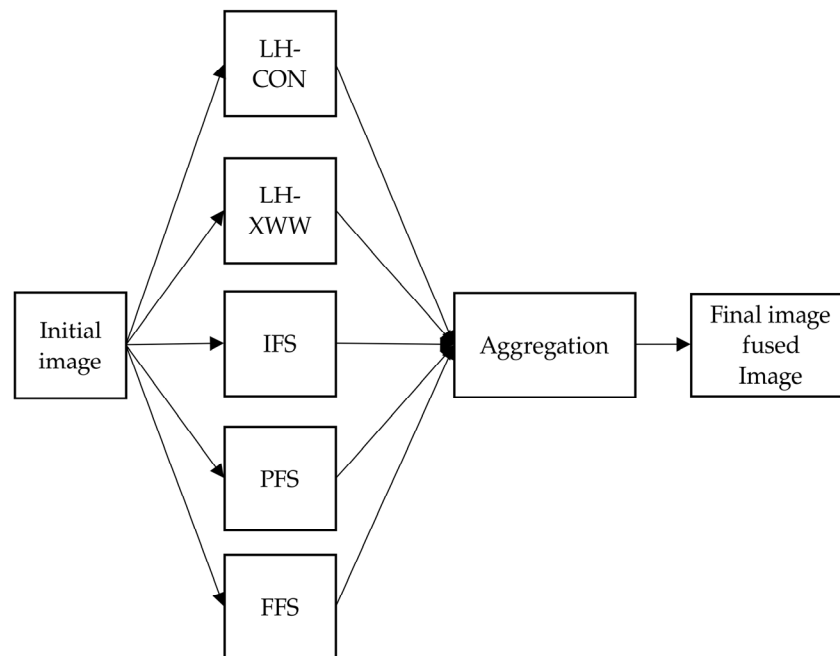 LH-
CON
LH-
XWW
Initial
image
IFS
PFS
FFS
Aggregation
Final image
fused
Image